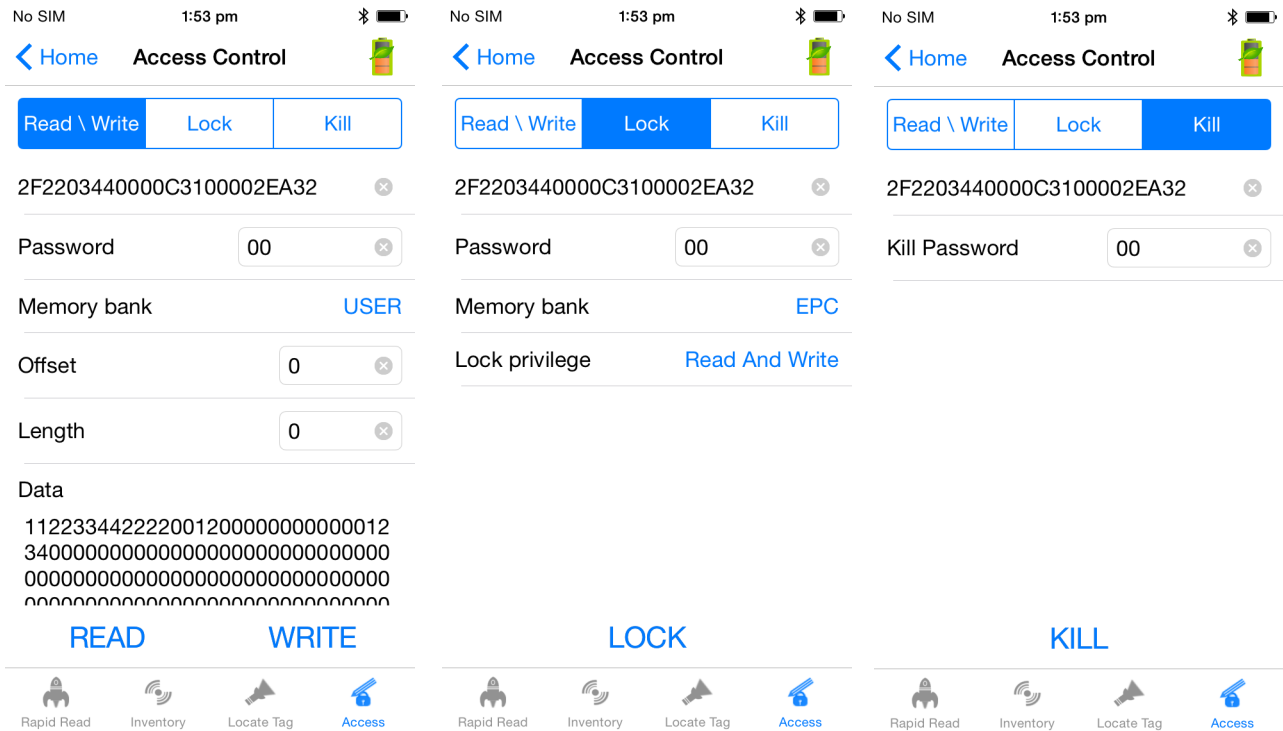 No SIM 1:53 pm
Home Access Control
Read \ Write Lock Kill
2F2203440000C3100002EA32
Password 00
Memory bank USER
Offset 0
Length 0
Data
112233442222001200000000000012
340000000000000000000000000000
000000000000000000000000000000
000000000000000000000000000000
READ WRITE
Rapid Read Inventory Locate Tag Access
No SIM 1:53 pm
Home Access Control
Read \ Write Lock Kill
2F2203440000C3100002EA32
Password 00
Memory bank EPC
Lock privilege Read And Write
LOCK
Rapid Read Inventory Locate Tag Access
No SIM 1:53 pm
Home Access Control
Read \ Write Lock Kill
2F2203440000C3100002EA32
Kill Password 00
KILL
Rapid Read Inventory Locate Tag Access